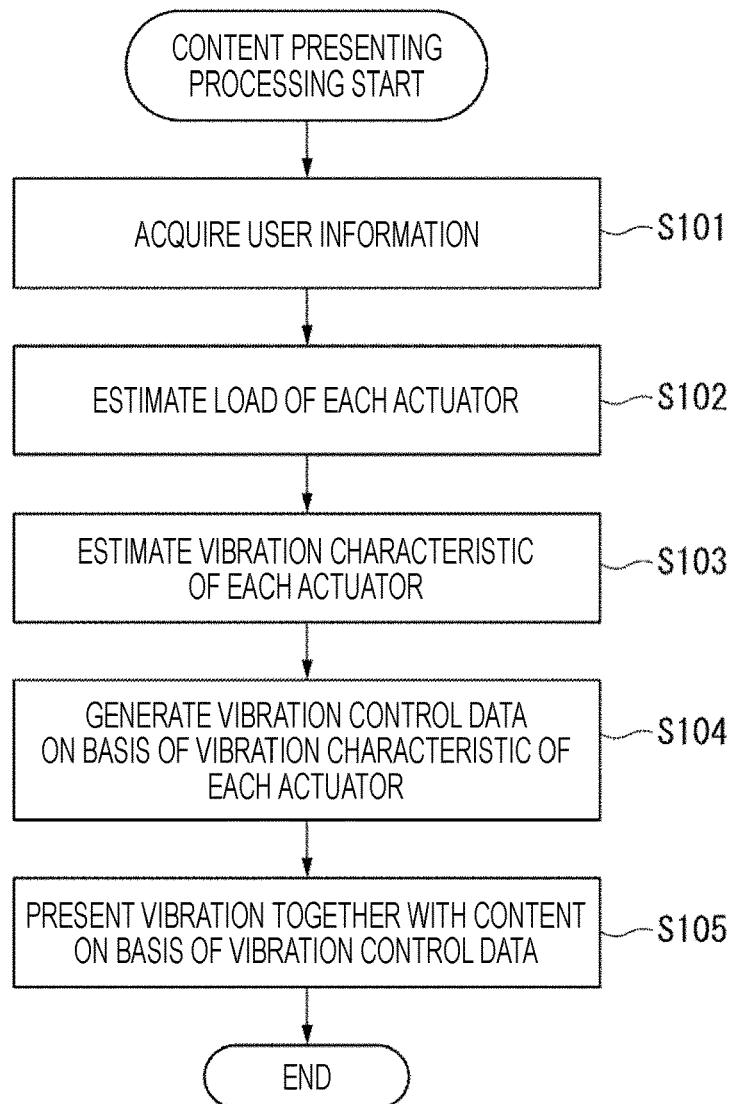 CONTENT PRESENTING
PROCESSING START
ACQUIRE USER INFORMATION
S101
ESTIMATE LOAD OF EACH ACTUATOR
S102
ESTIMATE VIBRATION CHARACTERISTIC
OF EACH ACTUATOR
S103
GENERATE VIBRATION CONTROL DATA
ON BASIS OF VIBRATION CHARACTERISTIC OF
EACH ACTUATOR
S104
PRESENT VIBRATION TOGETHER WITH CONTENT
ON BASIS OF VIBRATION CONTROL DATA
S105
END